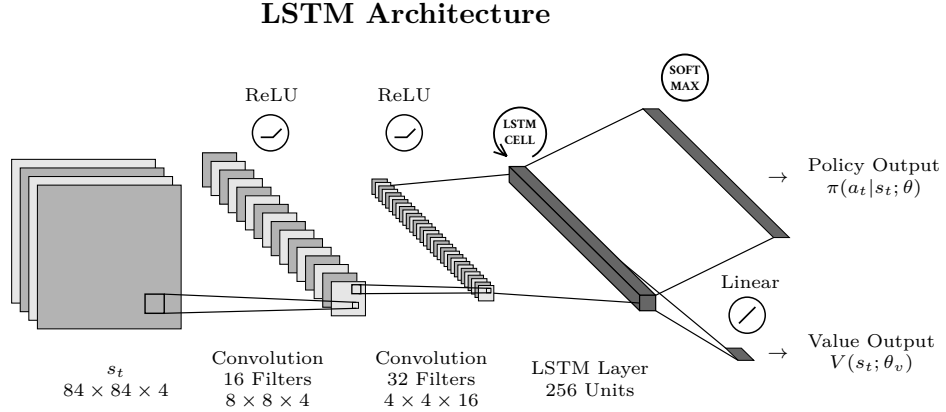 LSTM Architecture
ReLU
ReLU
SOFT
MAX
LSTM
CELL
→ Policy Output
π(a_t|s_t; θ)
Linear
→ Value Output
V(s_t; θ_v)
s_t
84 × 84 × 4
Convolution
16 Filters
8 × 8 × 4
Convolution
32 Filters
4 × 4 × 16
LSTM Layer
256 Units